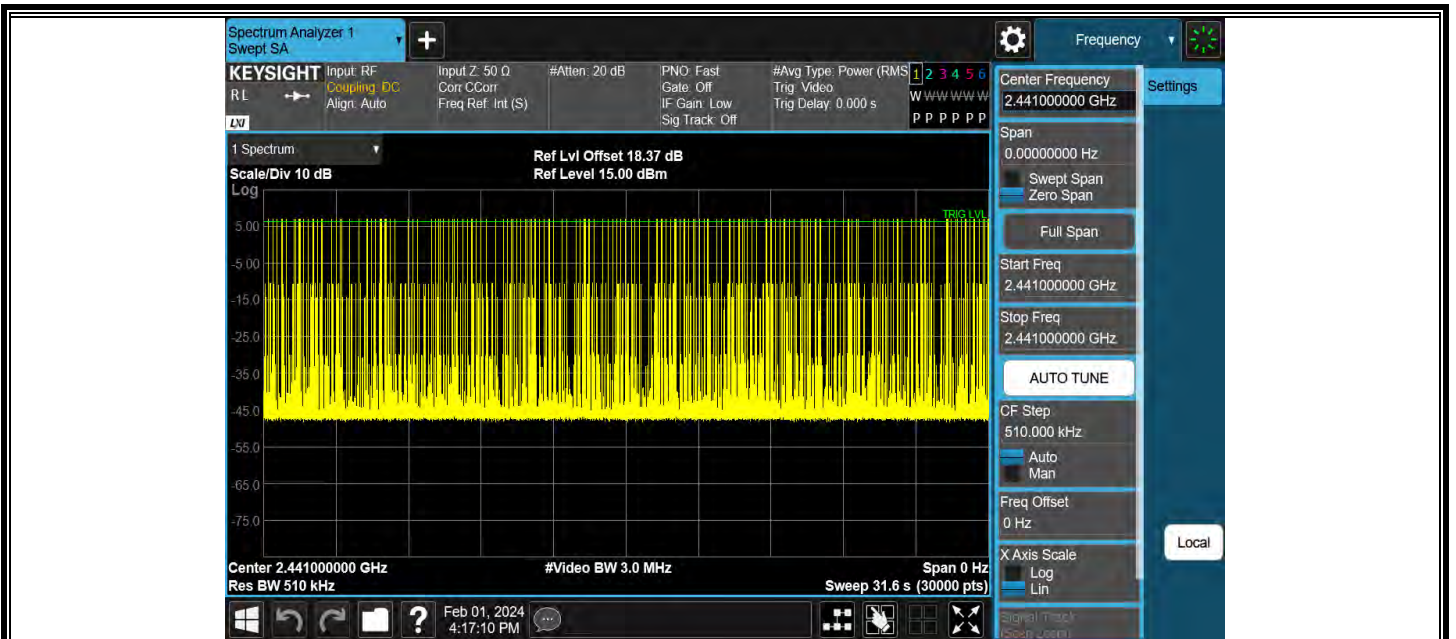 Spectrum Analyzer 1
Swept SA
+
Frequency
KEYSIGHT
RL
LXI
Input: RF
Coupling: DC
Align: Auto
Input Z: 50 Ω
Corr CCorr
Freq Ref: Int (S)
#Atten: 20 dB
PNO: Fast
Gate: Off
IF Gain: Low
Sig Track: Off
#Avg Type: Power (RMS
Trig: Video
Trig Delay: 0.000 s
1 2 3 4 5 6
W W W W W W
P P P P P P
1 Spectrum
Scale/Div 10 dB
Log
Ref Lvl Offset 18.37 dB
Ref Level 15.00 dBm
TRIG LVL
5.00
-5.00
-15.0
-25.0
-35.0
-45.0
-55.0
-65.0
-75.0
Center 2.441000000 GHz
Res BW 510 kHz
#Video BW 3.0 MHz
Span 0 Hz
Sweep 31.6 s (30000 pts)
Center Frequency
2.441000000 GHz
Settings
Span
0.00000000 Hz
Swept Span
Zero Span
Full Span
Start Freq
2.441000000 GHz
Stop Freq
2.441000000 GHz
AUTO TUNE
CF Step
510.000 kHz
Auto
Man
Freq Offset
0 Hz
X Axis Scale
Log
Lin
Signal Track
(Span Zoom)
Local
?
Feb 01, 2024
4:17:10 PM